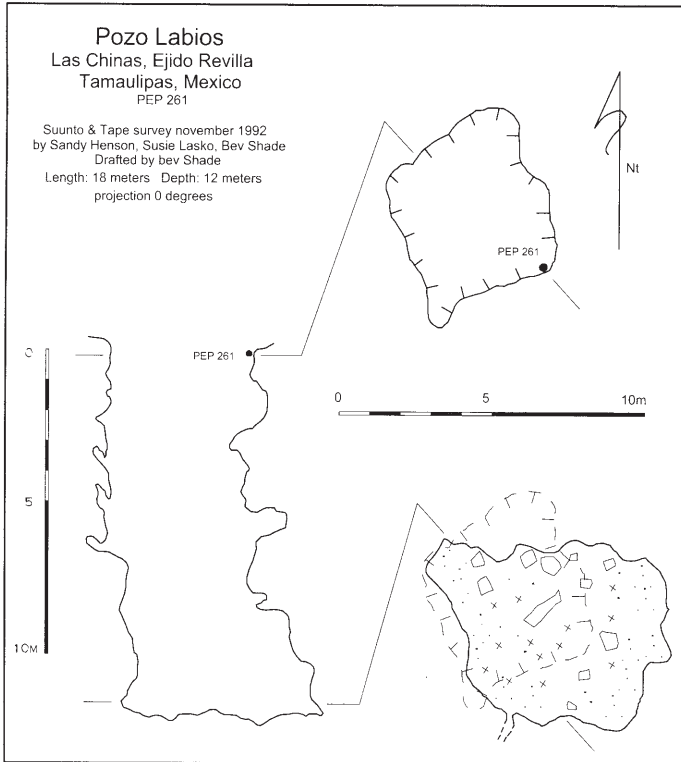 Pozo Labios
Las Chinas, Ejido Revilla
Tamaulipas, Mexico
PEP 261
Suunto & Tape survey november 1992
by Sandy Henson, Susie Lasko, Bev Shade
Drafted by bev Shade
Length: 18 meters Depth: 12 meters
projection 0 degrees
Nt
PEP 261
0
PEP 261
0 5 10m
5
10M